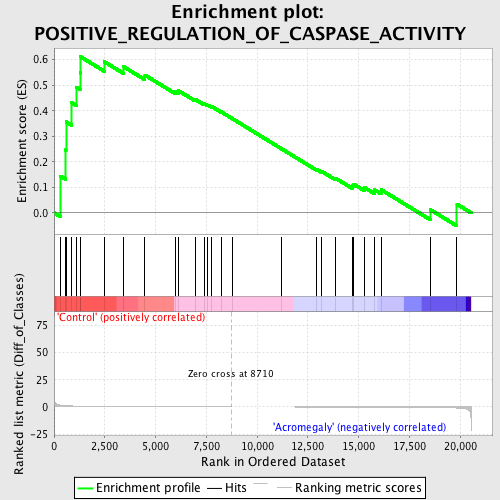 Enrichment plot:
POSITIVE_REGULATION_OF_CASPASE_ACTIVITY
Enrichment score (ES)
0.6
0.5
0.4
0.3
0.2
0.1
0.0
'Control' (positively correlated)
Ranked list metric (Diff_of_Classes)
75
50
25
0
-25
Zero cross at 8710
'Acromegaly' (negatively correlated)
0 2,500 5,000 7,500 10,000 12,500 15,000 17,500 20,000
Rank in Ordered Dataset
Enrichment profile Hits Ranking metric scores